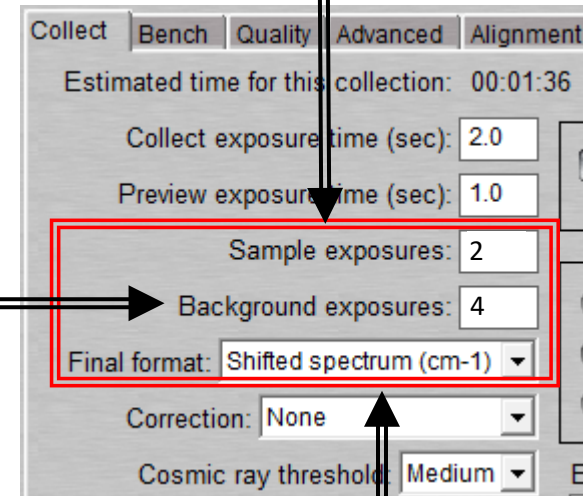 Collect Bench Quality Advanced Alignment
Estimated time for this collection: 00:01:36
Collect exposure time (sec): 2.0
Preview exposure time (sec): 1.0
Sample exposures: 2
Background exposures: 4
Final format: Shifted spectrum (cm-1)
Correction: None
Cosmic ray threshold: Medium
E